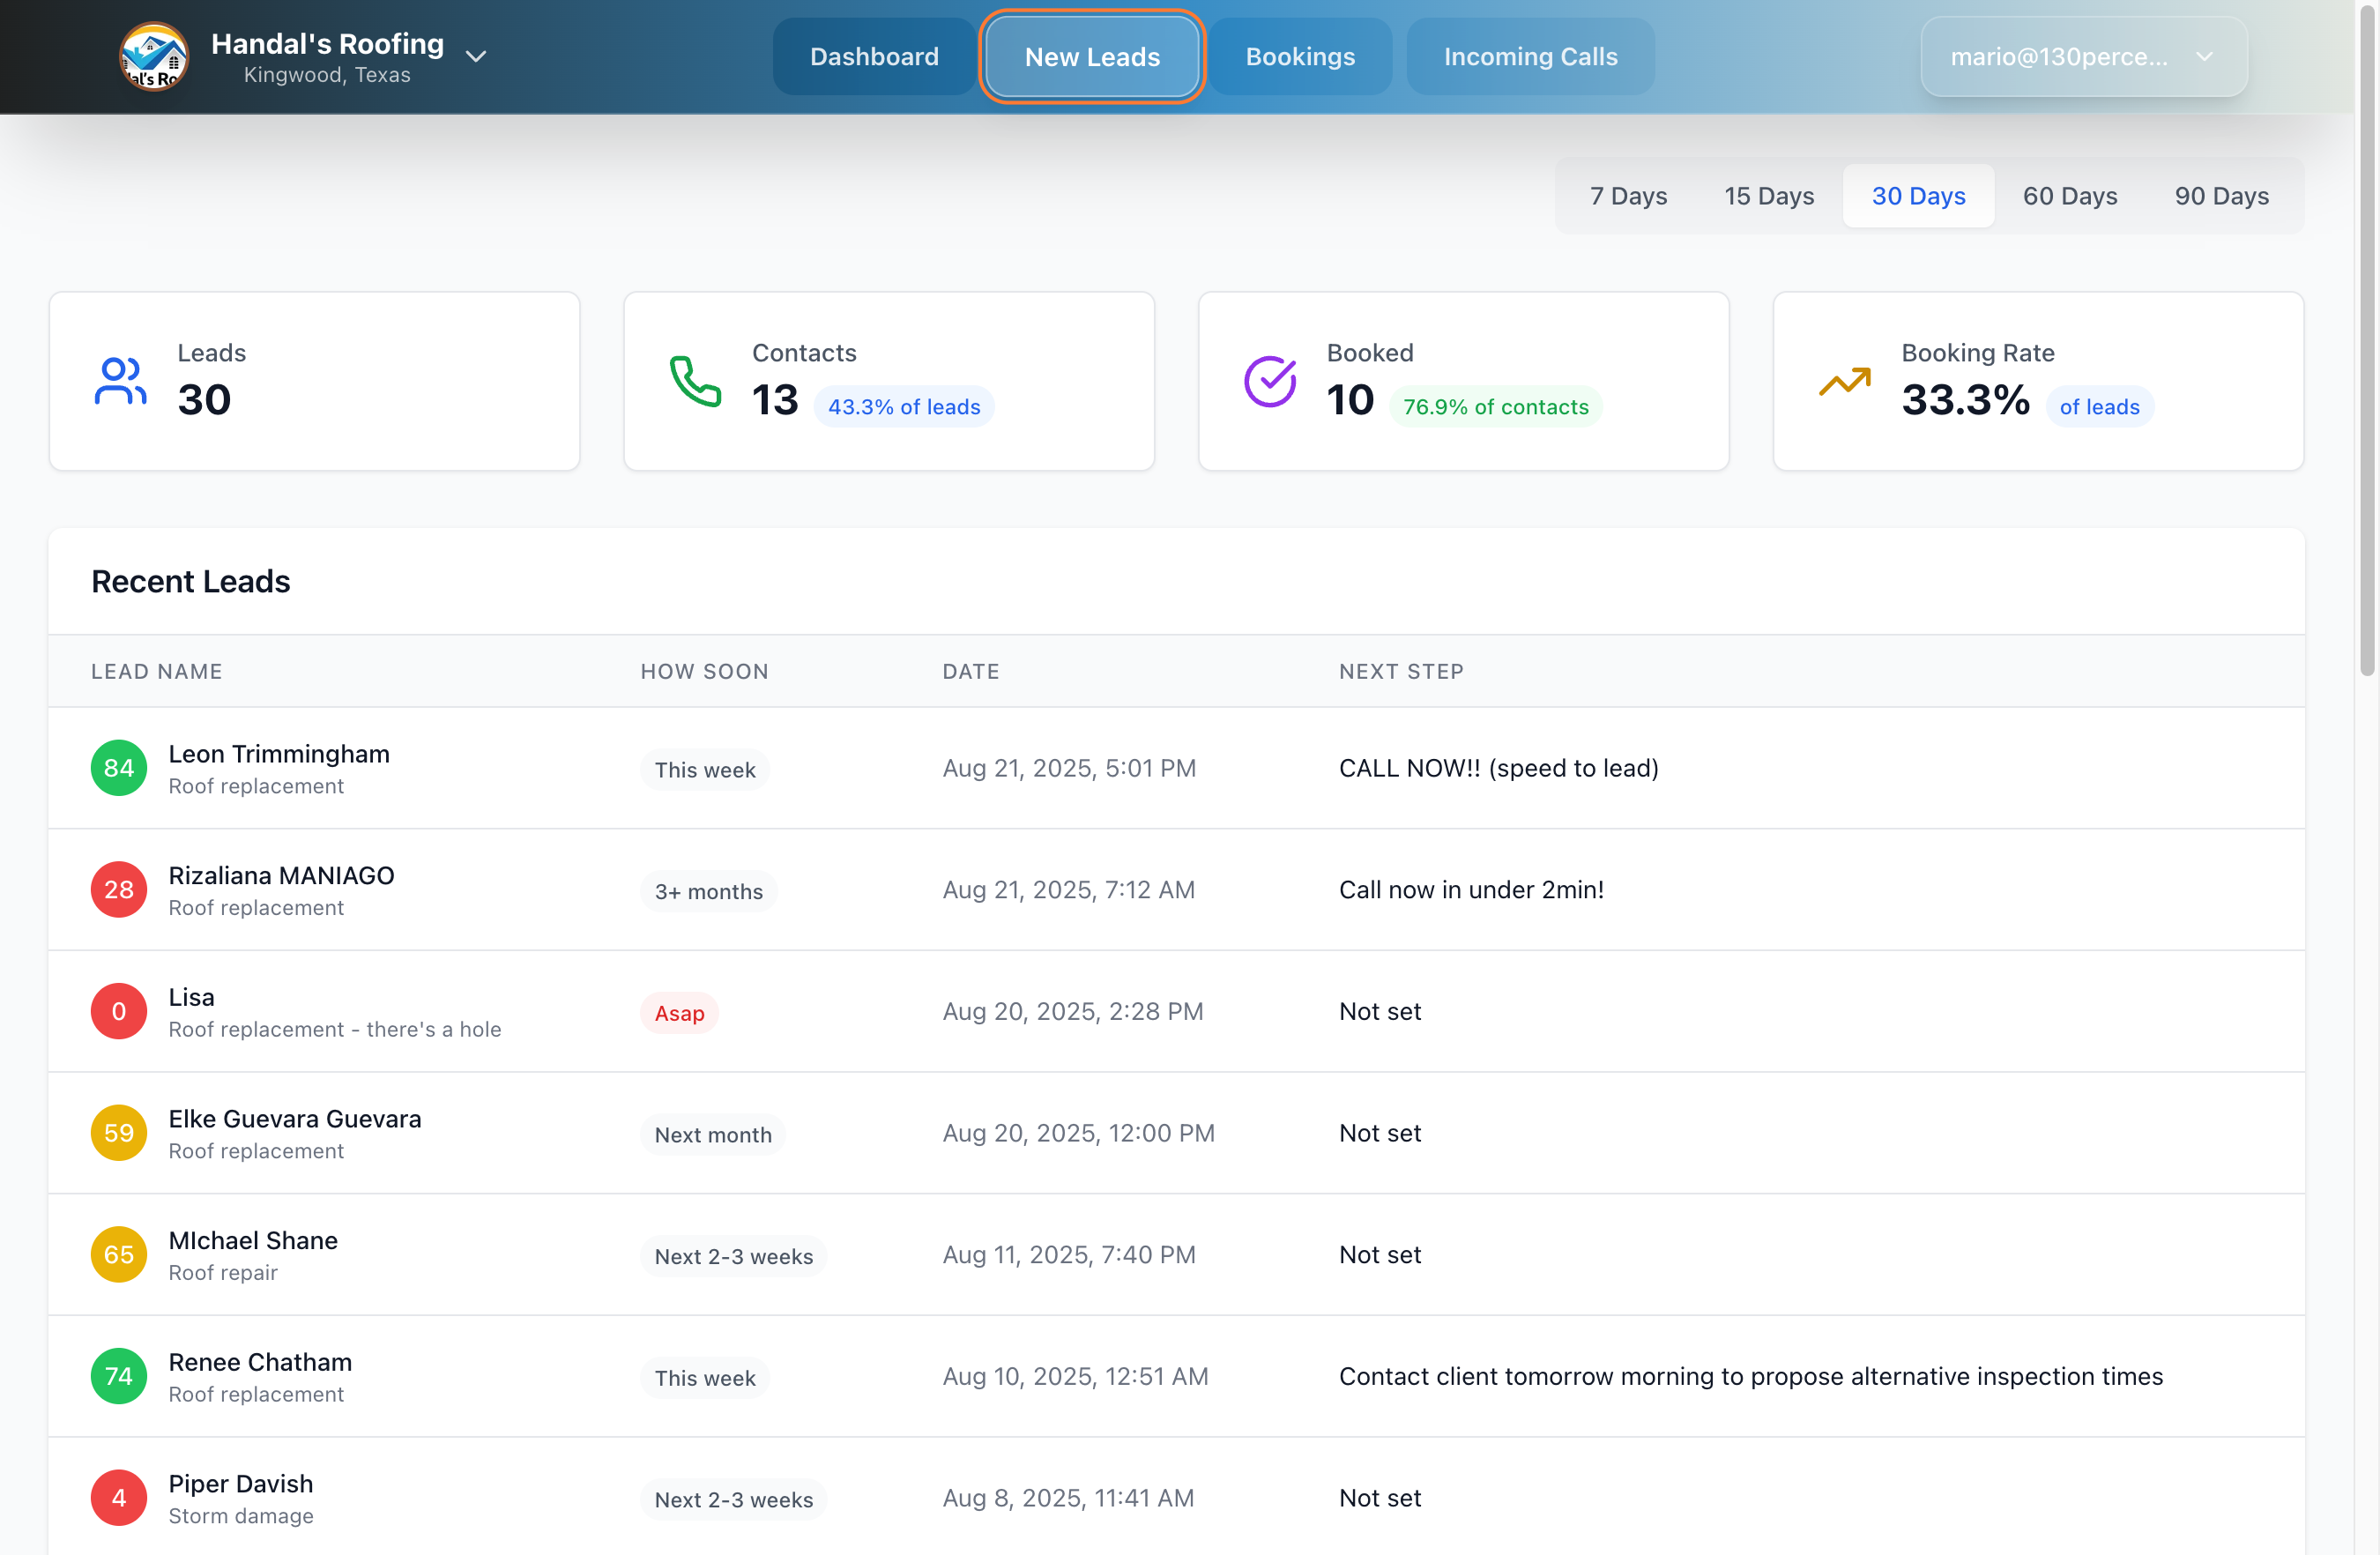 Handal's Roofing
Kingwood, Texas
al's Ro
Dashboard
New Leads
Bookings
Incoming Calls
mario@130perce...
7 Days
15 Days
30 Days
60 Days
90 Days
Leads
30
Contacts
13
43.3% of leads
Booked
10
76.9% of contacts
Booking Rate
33.3%
of leads
Recent Leads
LEAD NAME
HOW SOON
DATE
NEXT STEP
84
Leon Trimmingham
Roof replacement
This week
Aug 21, 2025, 5:01 PM
CALL NOW!! (speed to lead)
28
Rizaliana MANIAGO
Roof replacement
3+ months
Aug 21, 2025, 7:12 AM
Call now in under 2min!
0
Lisa
Roof replacement - there's a hole
Asap
Aug 20, 2025, 2:28 PM
Not set
59
Elke Guevara Guevara
Roof replacement
Next month
Aug 20, 2025, 12:00 PM
Not set
65
MIchael Shane
Roof repair
Next 2-3 weeks
Aug 11, 2025, 7:40 PM
Not set
74
Renee Chatham
Roof replacement
This week
Aug 10, 2025, 12:51 AM
Contact client tomorrow morning to propose alternative inspection times
4
Piper Davish
Storm damage
Next 2-3 weeks
Aug 8, 2025, 11:41 AM
Not set